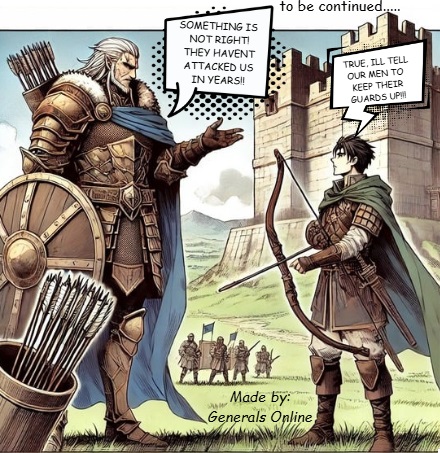 to be continued.....
SOMETHING IS
NOT RIGHT!
THEY HAVENT
ATTACKED US
IN YEARS!!
TRUE, ILL TELL
OUR MEN TO
KEEP THEIR
GUARDS UP!!!
Made by:
Generals Online